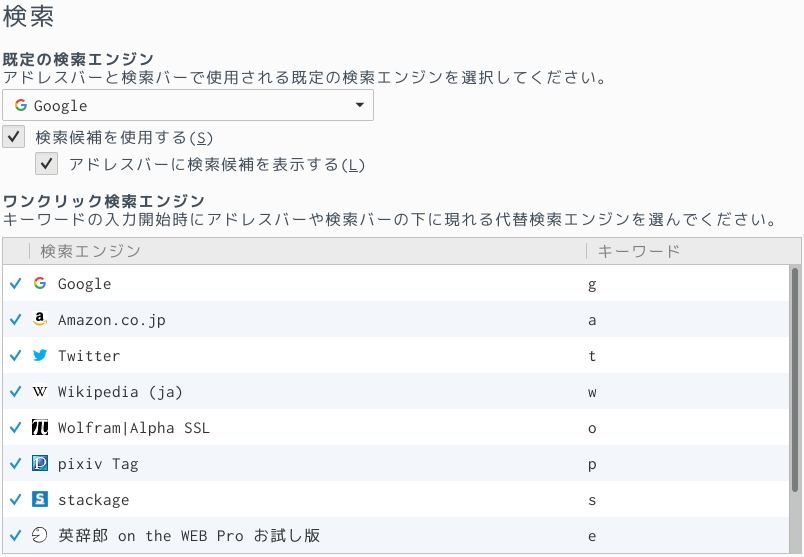 検索
既定の検索エンジン
アドレスバーと検索バーで使用される既定の検索エンジンを選択してください。
Google
検索候補を使用する(S)
アドレスバーに検索候補を表示する(L)
ワンクリック検索エンジン
キーワードの入力開始時にアドレスバーや検索バーの下に現れる代替検索エンジンを選んでください。
検索エンジン キーワード
Google g
Amazon.co.jp a
Twitter t
Wikipedia (ja) w
Wolfram|Alpha SSL o
pixiv Tag p
stackage s
英辞郎 on the WEB Pro お試し版 e